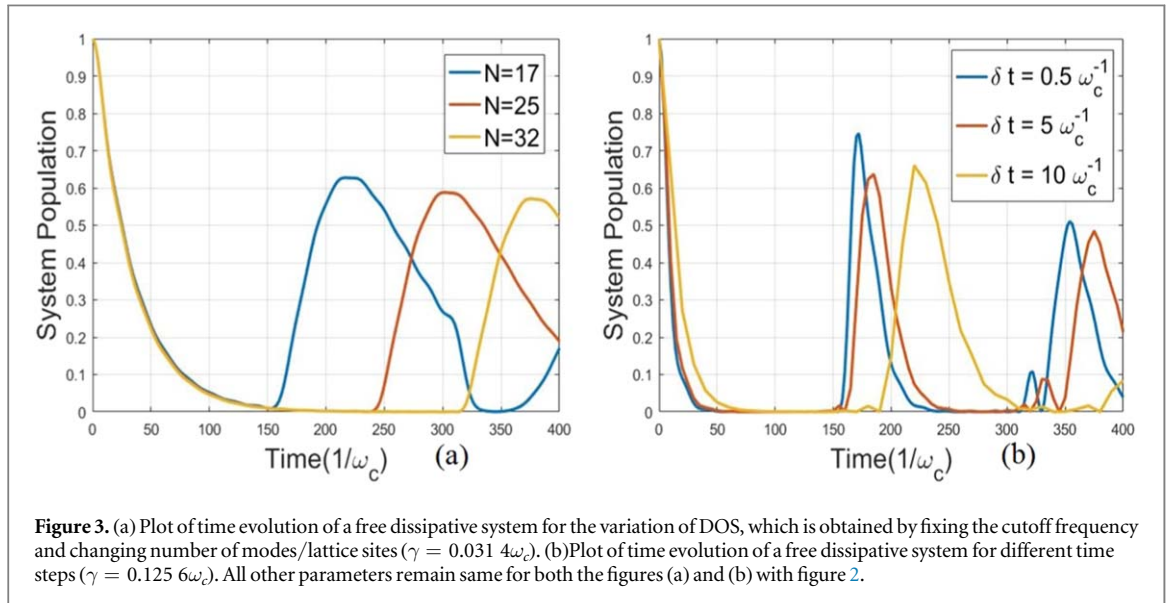 1
0.9
0.8
0.7
0.6
0.5
0.4
0.3
0.2
0.1
0
System Population
N=17
N=25
N=32
0 50 100 150 200 250 300 350 400
Time(1/ω_c) (a)
1
0.9
0.8
0.7
0.6
0.5
0.4
0.3
0.2
0.1
0
System Population
δ t = 0.5 ω_c^-1
δ t = 5 ω_c^-1
δ t = 10 ω_c^-1
0 50 100 150 200 250 300 350 400
Time(1/ω_c) (b)
Figure 3. (a) Plot of time evolution of a free dissipative system for the variation of DOS, which is obtained by fixing the cutoff frequency
and changing number of modes/lattice sites (γ = 0.031 4ω_c). (b)Plot of time evolution of a free dissipative system for different time
steps (γ = 0.125 6ω_c). All other parameters remain same for both the figures (a) and (b) with figure 2.